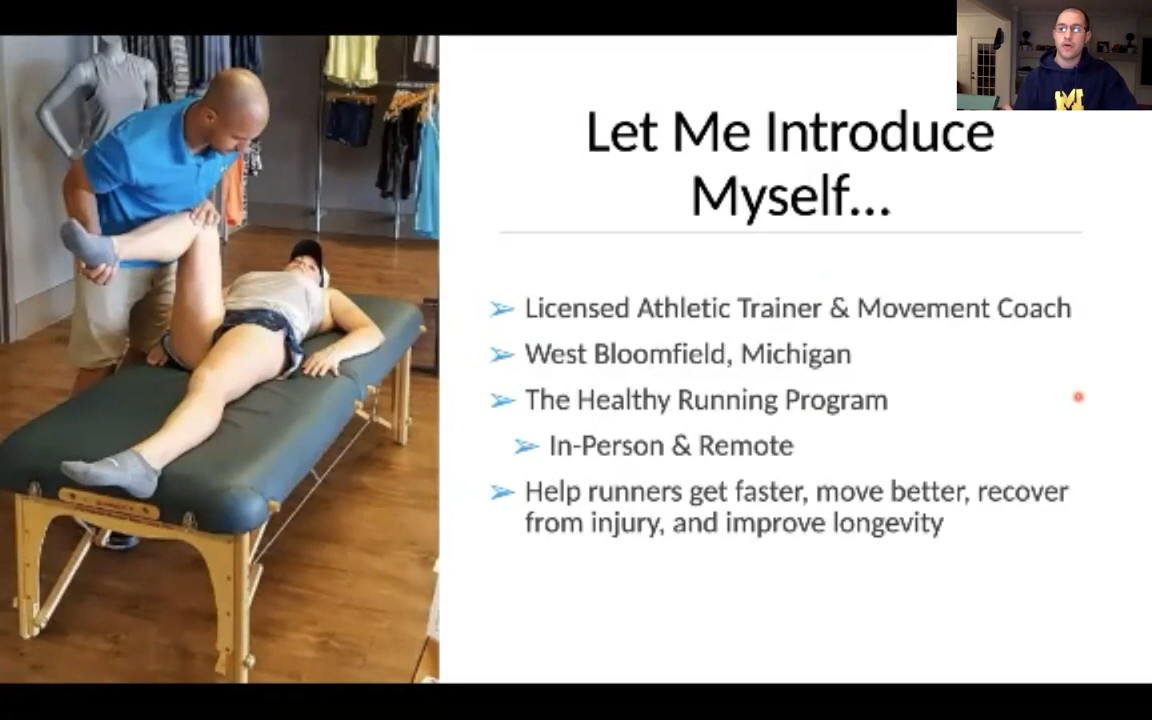 Let Me Introduce
Myself...
➢ Licensed Athletic Trainer & Movement Coach
➢ West Bloomfield, Michigan
➢ The Healthy Running Program
➢ In-Person & Remote
➢ Help runners get faster, move better, recover
from injury, and improve longevity